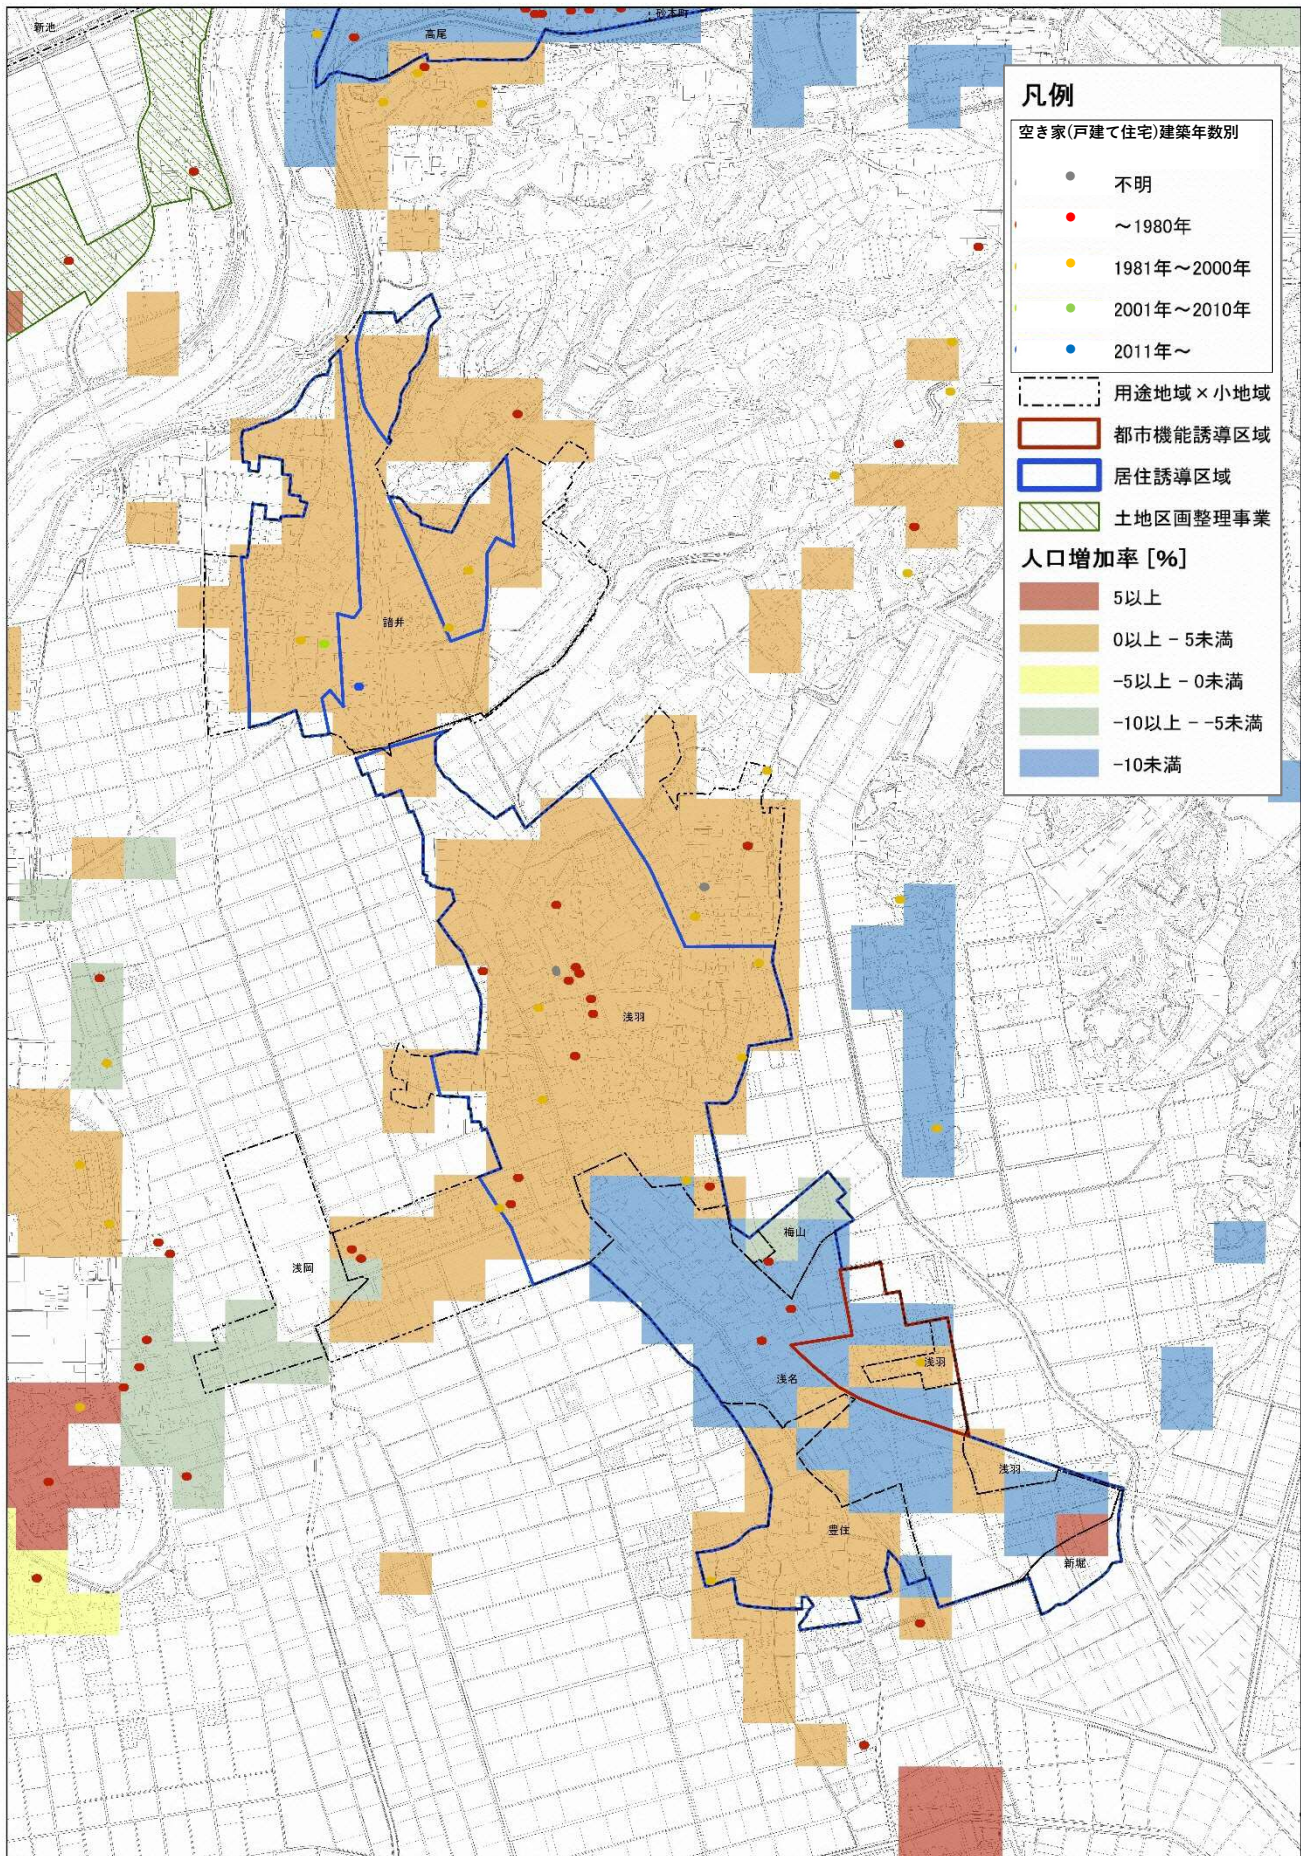 新池
高尾
砂本町
凡例
空き家(戸建て住宅)建築年数別
不明
～1980年
1981年～2000年
2001年～2010年
2011年～
用途地域×小地域
都市機能誘導区域
居住誘導区域
土地区画整理事業
人口増加率 [%]
5以上
0以上 - 5未満
-5以上 - 0未満
-10以上 - -5未満
-10未満
諸井
浅羽
梅山
浅岡
浅羽
浅名
浅羽
豊住
新堀